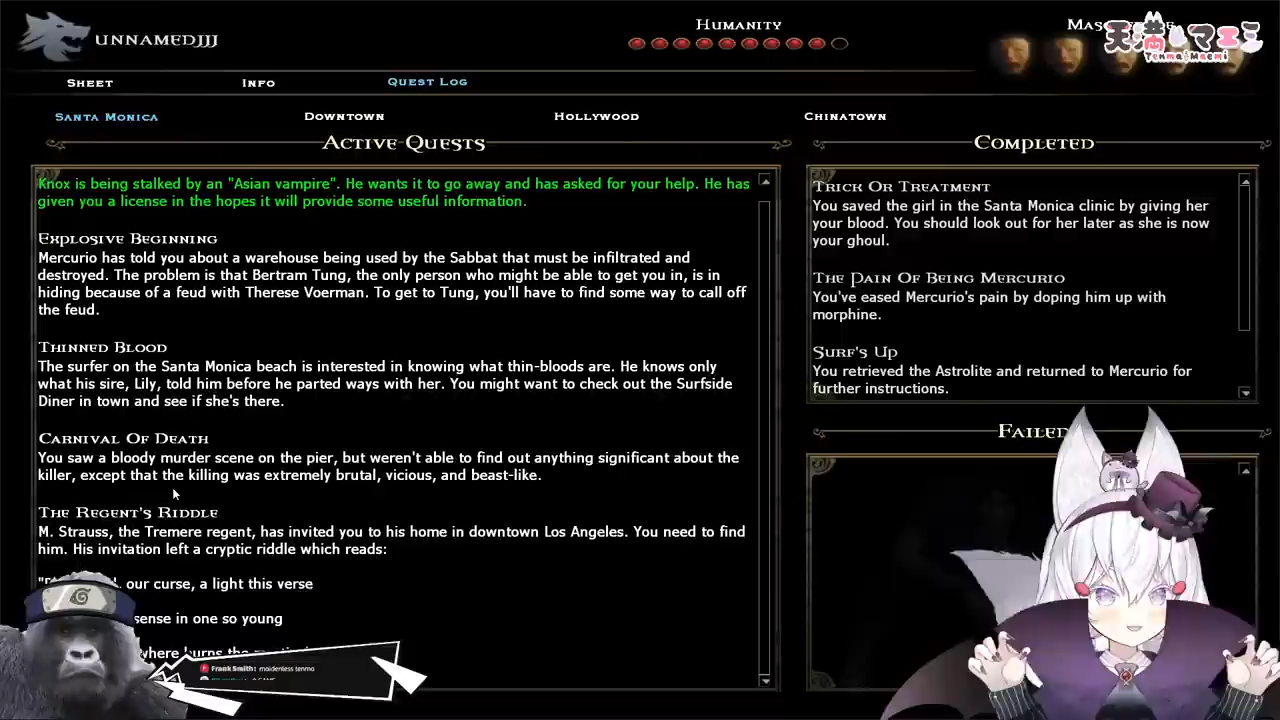 UNNAMEDJJJ
HUMANITY
天満しマエミ
Tenma Maemi
SHEET
INFO
QUEST LOG
SANTA MONICA
DOWNTOWN
HOLLYWOOD
CHINATOWN
ACTIVE QUESTS
Knox is being stalked by an "Asian vampire". He wants it to go away and has asked for your help. He has
given you a license in the hopes it will provide some useful information.
EXPLOSIVE BEGINNING
Mercurio has told you about a warehouse being used by the Sabbat that must be infiltrated and
destroyed. The problem is that Bertram Tung, the only person who might be able to get you in, is in
hiding because of a feud with Therese Voerman. To get to Tung, you'll have to find some way to call off
the feud.
THINNED BLOOD
The surfer on the Santa Monica beach is interested in knowing what thin-bloods are. He knows only
what his sire, Lily, told him before he parted ways with her. You might want to check out the Surfside
Diner in town and see if she's there.
CARNIVAL OF DEATH
You saw a bloody murder scene on the pier, but weren't able to find out anything significant about the
killer, except that the killing was extremely brutal, vicious, and beast-like.
THE REGENT'S RIDDLE
M. Strauss, the Tremere regent, has invited you to his home in downtown Los Angeles. You need to find
him. His invitation left a cryptic riddle which reads:
our curse, a light this verse
sense in one so young
where burns the
Frank Smith: maidenless tenmo
COMPLETED
TRICK OR TREATMENT
You saved the girl in the Santa Monica clinic by giving her
your blood. You should look out for her later as she is now
your ghoul.
THE PAIN OF BEING MERCURIO
You've eased Mercurio's pain by doping him up with
morphine.
SURF'S UP
You retrieved the Astrolite and returned to Mercurio for
further instructions.
FAILED